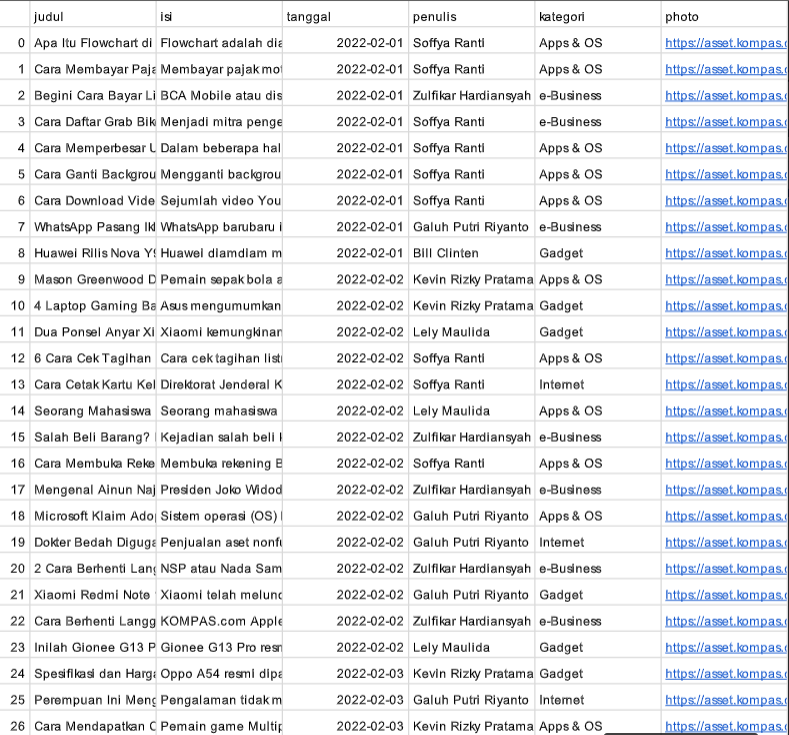 judul isi tanggal penulis kategori photo
0 Apa Itu Flowchart di Flowchart adalah dia 2022-02-01 Soffya Ranti Apps & OS https://asset.kompas.c
1 Cara Membayar Paja Membayar pajak mot 2022-02-01 Soffya Ranti Apps & OS https://asset.kompas.c
2 Begini Cara Bayar Li BCA Mobile atau dis 2022-02-01 Zulfikar Hardiansyah e-Business https://asset.kompas.c
3 Cara Daftar Grab Bik Menjadi mitra penge 2022-02-01 Soffya Ranti e-Business https://asset.kompas.c
4 Cara Memperbesar U Dalam beberapa hal 2022-02-01 Soffya Ranti Apps & OS https://asset.kompas.c
5 Cara Ganti Backgrou Mengganti backgrou 2022-02-01 Soffya Ranti Apps & OS https://asset.kompas.c
6 Cara Download Vide Sejumlah video You 2022-02-01 Soffya Ranti Apps & OS https://asset.kompas.c
7 WhatsApp Pasang Ikl WhatsApp barubaru i 2022-02-01 Galuh Putri Riyanto e-Business https://asset.kompas.c
8 Huawei Rilis Nova Y9 Huawei diamdiam m 2022-02-01 Bill Clinten Gadget https://asset.kompas.c
9 Mason Greenwood D Pemain sepak bola a 2022-02-02 Kevin Rizky Pratama Apps & OS https://asset.kompas.c
10 4 Laptop Gaming Ba Asus mengumumkan 2022-02-02 Kevin Rizky Pratama Gadget https://asset.kompas.c
11 Dua Ponsel Anyar Xi Xiaomi kemungkinan 2022-02-02 Lely Maulida Gadget https://asset.kompas.c
12 6 Cara Cek Tagihan Cara cek tagihan listr 2022-02-02 Soffya Ranti Apps & OS https://asset.kompas.c
13 Cara Cetak Kartu Kel Direktorat Jenderal K 2022-02-02 Soffya Ranti Internet https://asset.kompas.c
14 Seorang Mahasiswa Seorang mahasiswa 2022-02-02 Lely Maulida Apps & OS https://asset.kompas.c
15 Salah Beli Barang? Kejadian salah beli 2022-02-02 Zulfikar Hardiansyah e-Business https://asset.kompas.c
16 Cara Membuka Reke Membuka rekening B 2022-02-02 Soffya Ranti Apps & OS https://asset.kompas.c
17 Mengenal Ainun Naj Presiden Joko Widod 2022-02-02 Zulfikar Hardiansyah e-Business https://asset.kompas.c
18 Microsoft Klaim Ado Sistem operasi (OS) 2022-02-02 Galuh Putri Riyanto Apps & OS https://asset.kompas.c
19 Dokter Bedah Diguga Penjualan aset nonfu 2022-02-02 Galuh Putri Riyanto Internet https://asset.kompas.c
20 2 Cara Berhenti Lang NSP atau Nada Sam 2022-02-02 Zulfikar Hardiansyah e-Business https://asset.kompas.c
21 Xiaomi Redmi Note Xiaomi telah melunc 2022-02-02 Galuh Putri Riyanto Gadget https://asset.kompas.c
22 Cara Berhenti Langg KOMPAS.com Apple 2022-02-02 Zulfikar Hardiansyah e-Business https://asset.kompas.c
23 Inilah Gionee G13 P Gionee G13 Pro resn 2022-02-02 Lely Maulida Gadget https://asset.kompas.c
24 Spesifikasi dan Harga Oppo A54 resmi dipa 2022-02-03 Kevin Rizky Pratama Gadget https://asset.kompas.c
25 Perempuan Ini Meng Pengalaman tidak m 2022-02-03 Galuh Putri Riyanto Internet https://asset.kompas.c
26 Cara Mendapatkan C Pemain game Multip 2022-02-03 Kevin Rizky Pratama Apps & OS https://asset.kompas.c